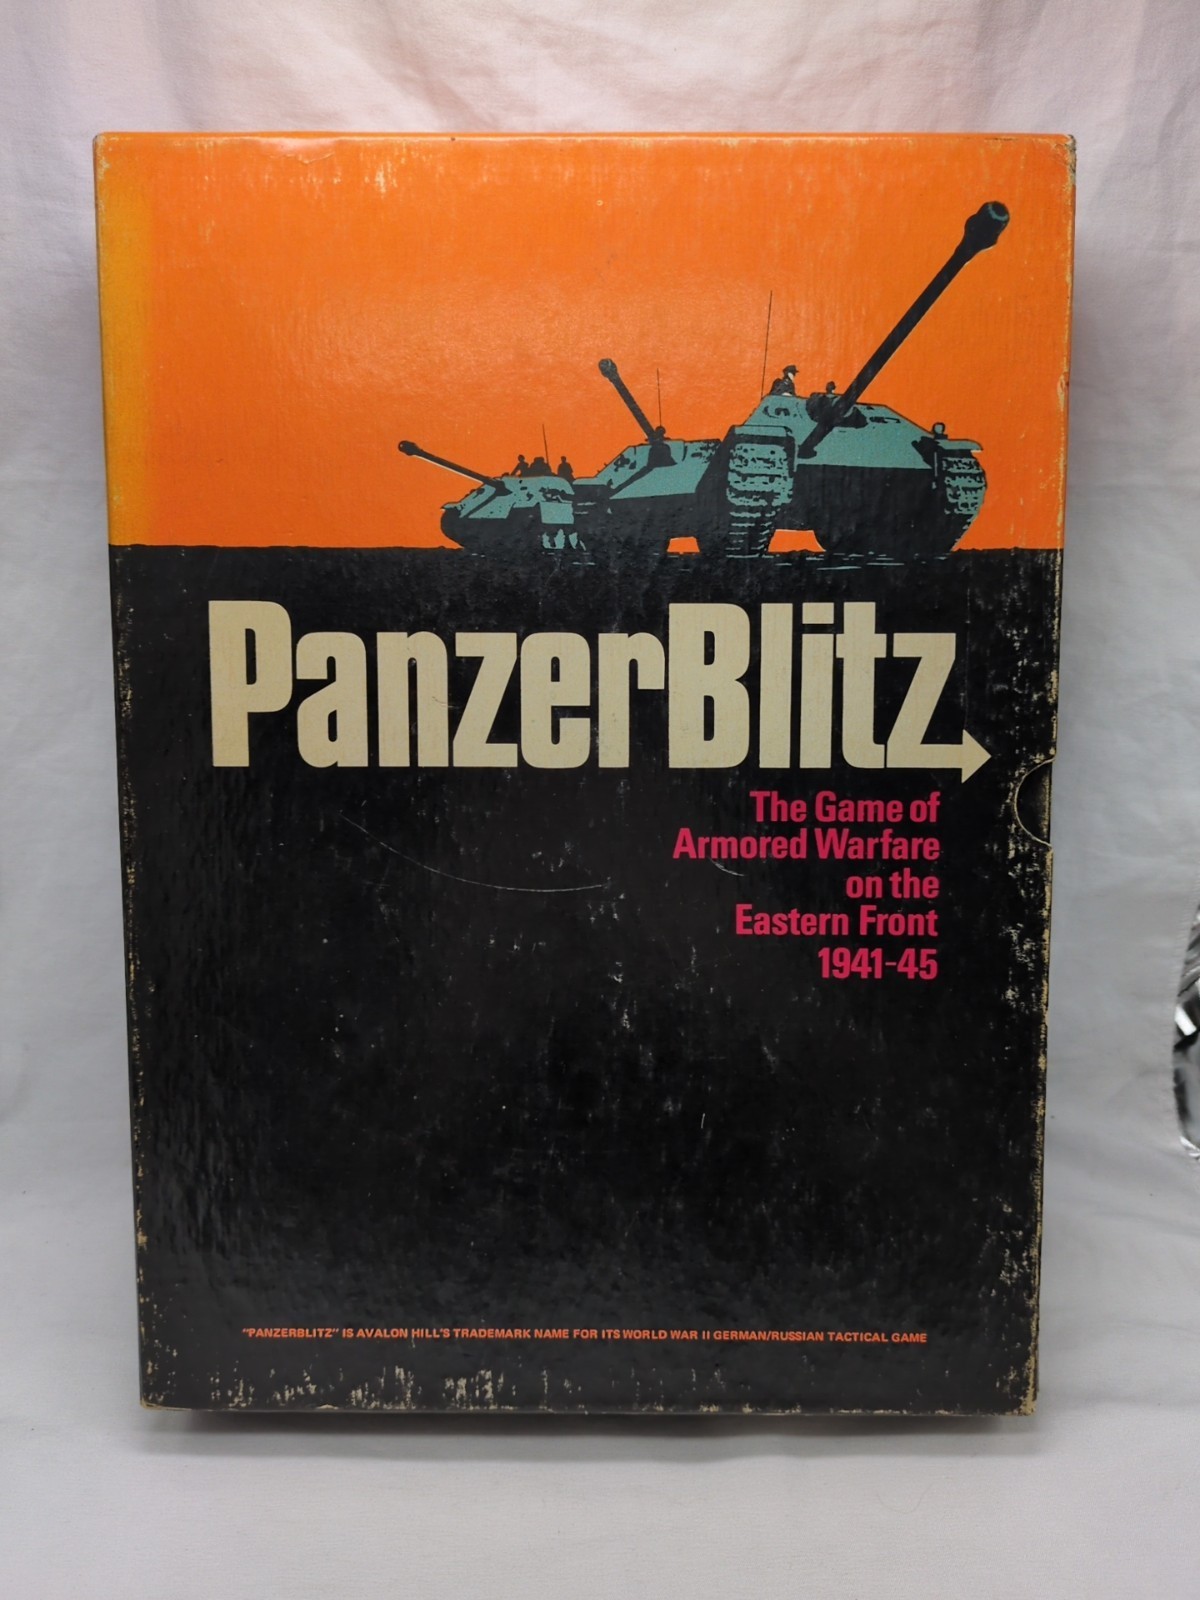 PanzerBlitz
The Game of
Armored Warfare
on the
Eastern Front
1941-45
"PANZERBLITZ" IS AVALON HILL'S TRADEMARK NAME FOR ITS WORLD WAR II GERMAN/RUSSIAN TACTICAL GAME